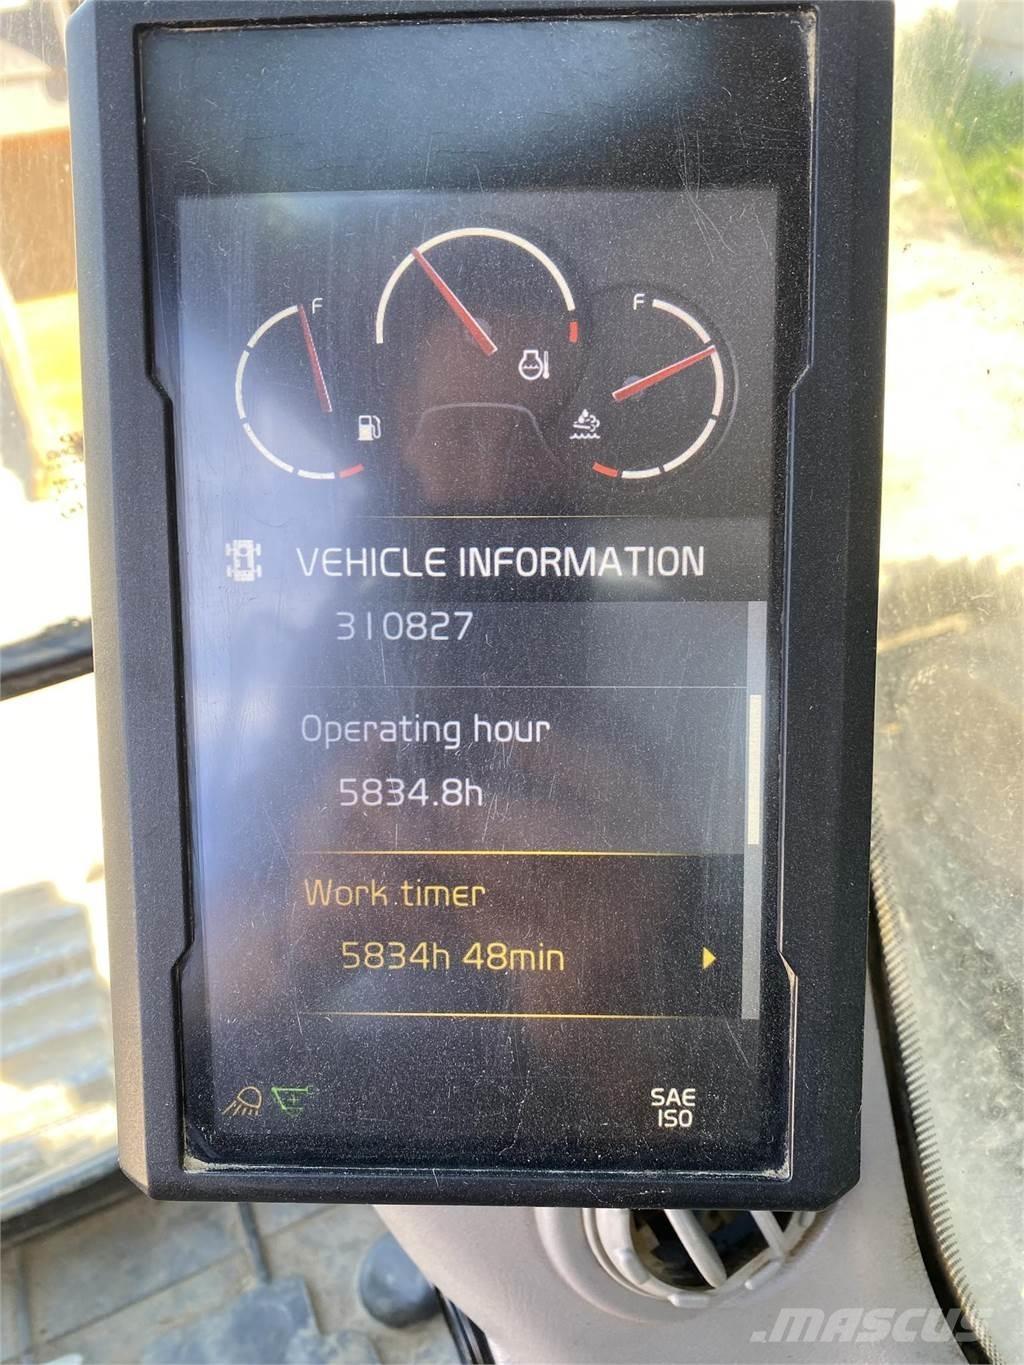 F
F
VEHICLE INFORMATION
310827
Operating hour
5834.8h
Work timer
5834h 48min
SAE
ISO
MASCUS